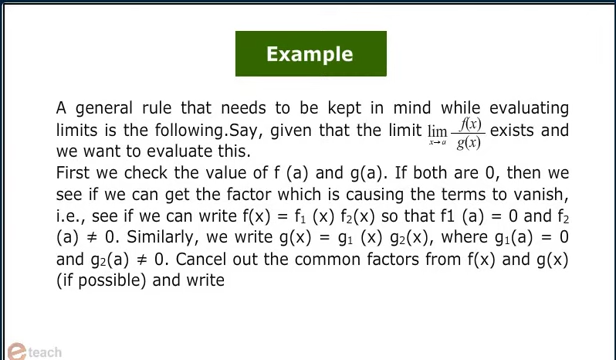 Example
A general rule that needs to be kept in mind while evaluating
limits is the following.Say, given that the limit lim x→a f(x)/g(x) exists and
we want to evaluate this.
First we check the value of f (a) and g(a). If both are 0, then we
see if we can get the factor which is causing the terms to vanish,
i.e., see if we can write f(x) = f₁ (x) f₂(x) so that f1 (a) = 0 and f₂
(a) ≠ 0. Similarly, we write g(x) = g₁ (x) g₂(x), where g₁(a) = 0
and g₂(a) ≠ 0. Cancel out the common factors from f(x) and g(x)
(if possible) and write
eteach